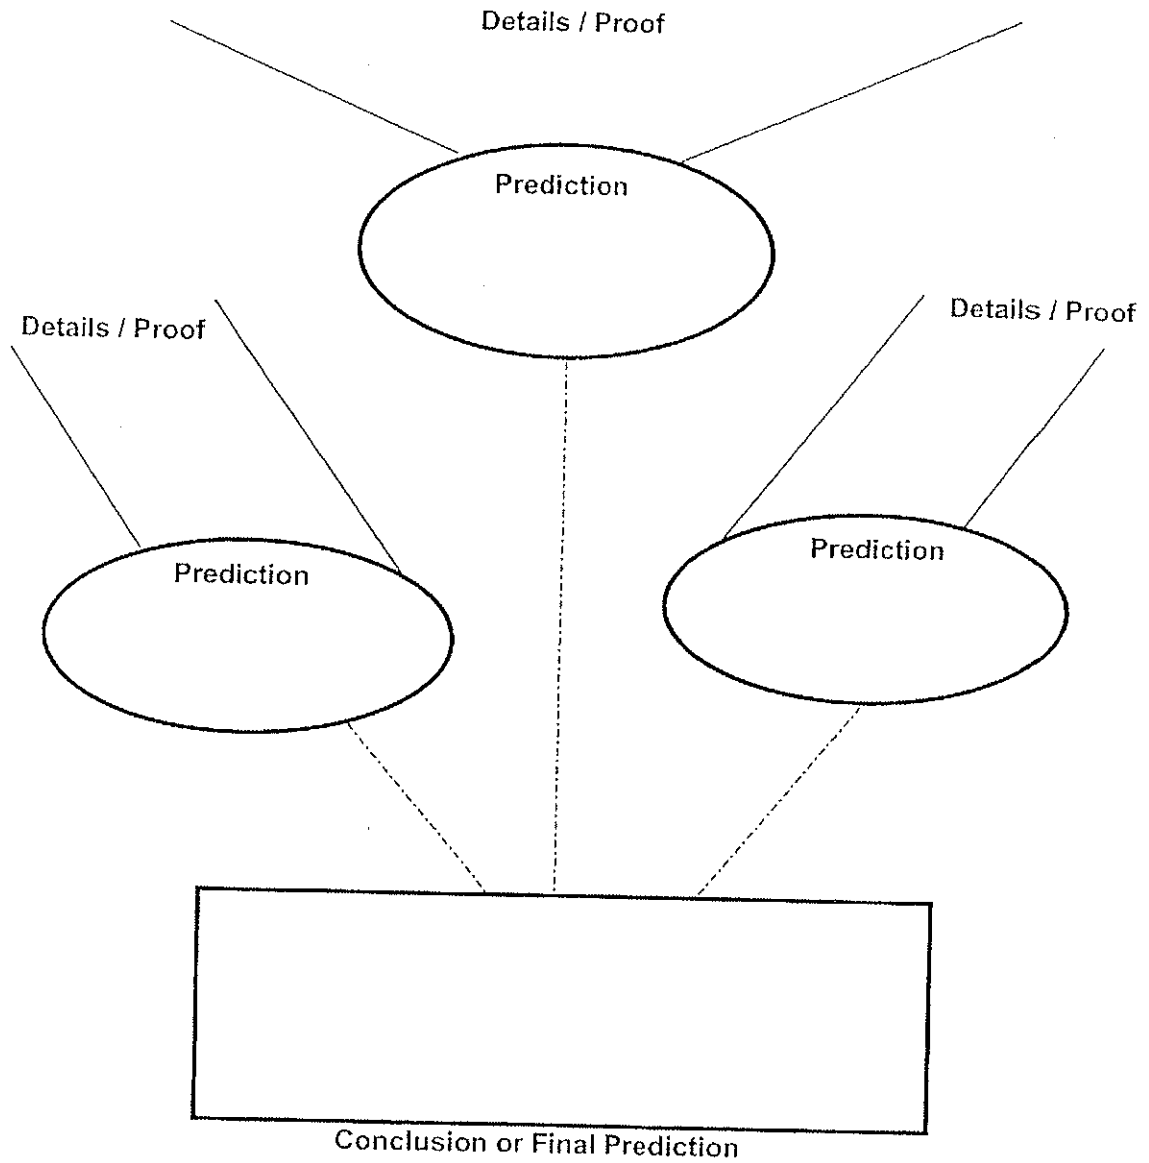 Details / Proof
Prediction
Details / Proof
Details / Proof
Prediction
Prediction
Conclusion or Final Prediction